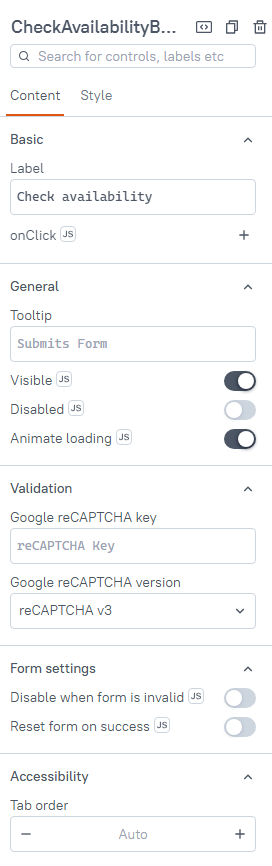 CheckAvailabilityB...
Search for controls, labels etc
Content Style
Basic
Label
Check availability
onClick JS
General
Tooltip
Submits Form
Visible JS
Disabled JS
Animate loading JS
Validation
Google reCAPTCHA key
reCAPTCHA Key
Google reCAPTCHA version
reCAPTCHA v3
Form settings
Disable when form is invalid JS
Reset form on success JS
Accessibility
Tab order
Auto